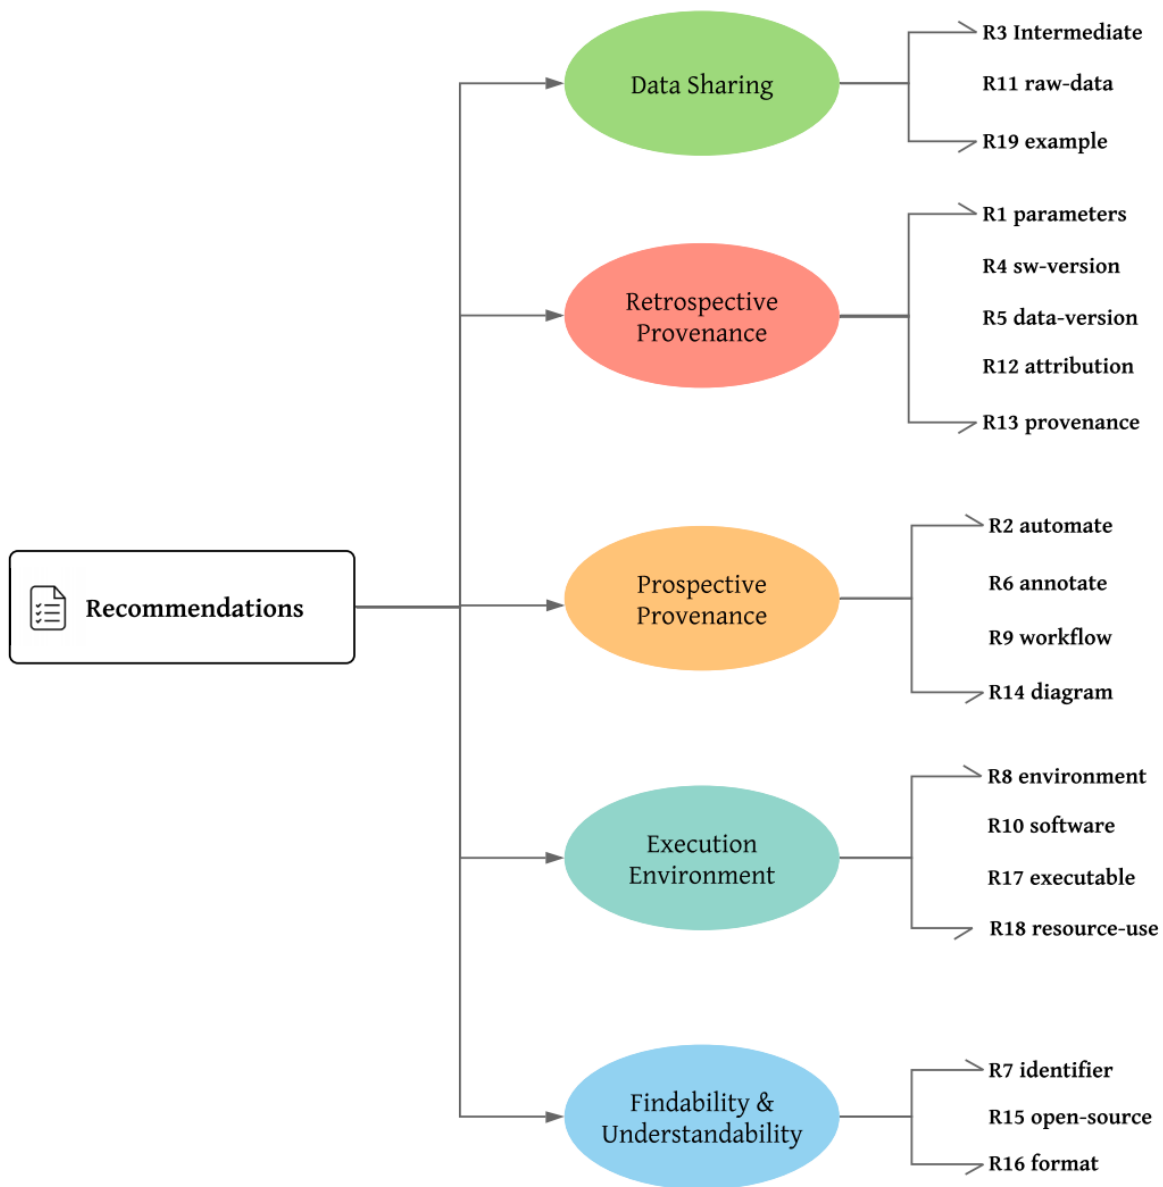 Recommendations
Data Sharing
R3 Intermediate
R11 raw-data
R19 example
Retrospective
Provenance
R1 parameters
R4 sw-version
R5 data-version
R12 attribution
R13 provenance
Prospective
Provenance
R2 automate
R6 annotate
R9 workflow
R14 diagram
Execution
Environment
R8 environment
R10 software
R17 executable
R18 resource-use
Findability &
Understandability
R7 identifier
R15 open-source
R16 format